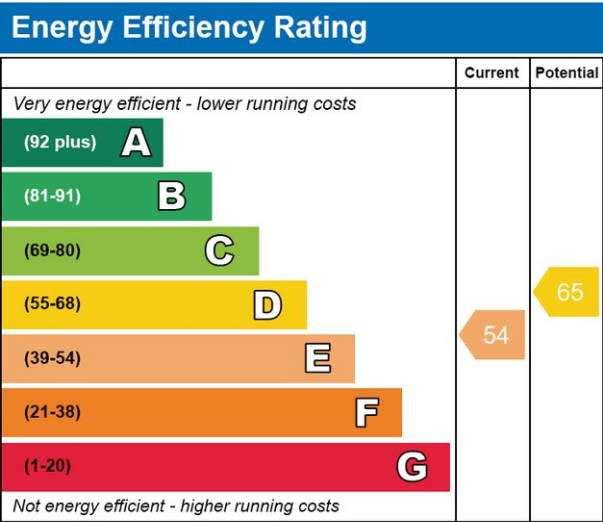 Energy Efficiency Rating
Current Potential
Very energy efficient - lower running costs
(92 plus) A
(81-91) B
(69-80) C
(55-68) D
65
(39-54) E
54
(21-38) F
(1-20) G
Not energy efficient - higher running costs